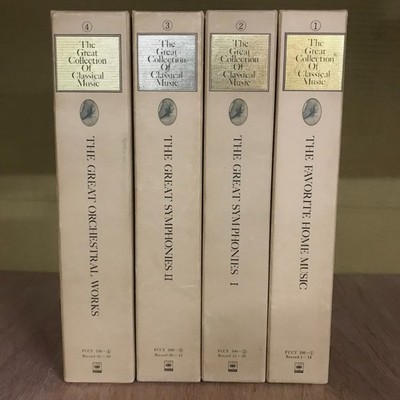 ④
The
Great
Collection
Of
Classical
Music
THE GREAT ORCHESTRAL WORKS
③
The
Great
Collection
Of
Classical
Music
THE GREAT SYMPHONIES II
②
The
Great
Collection
Of
Classical
Music
THE GREAT SYMPHONIES I
①
The
Great
Collection
Of
Classical
Music
THE FAVORITE HOME MUSIC